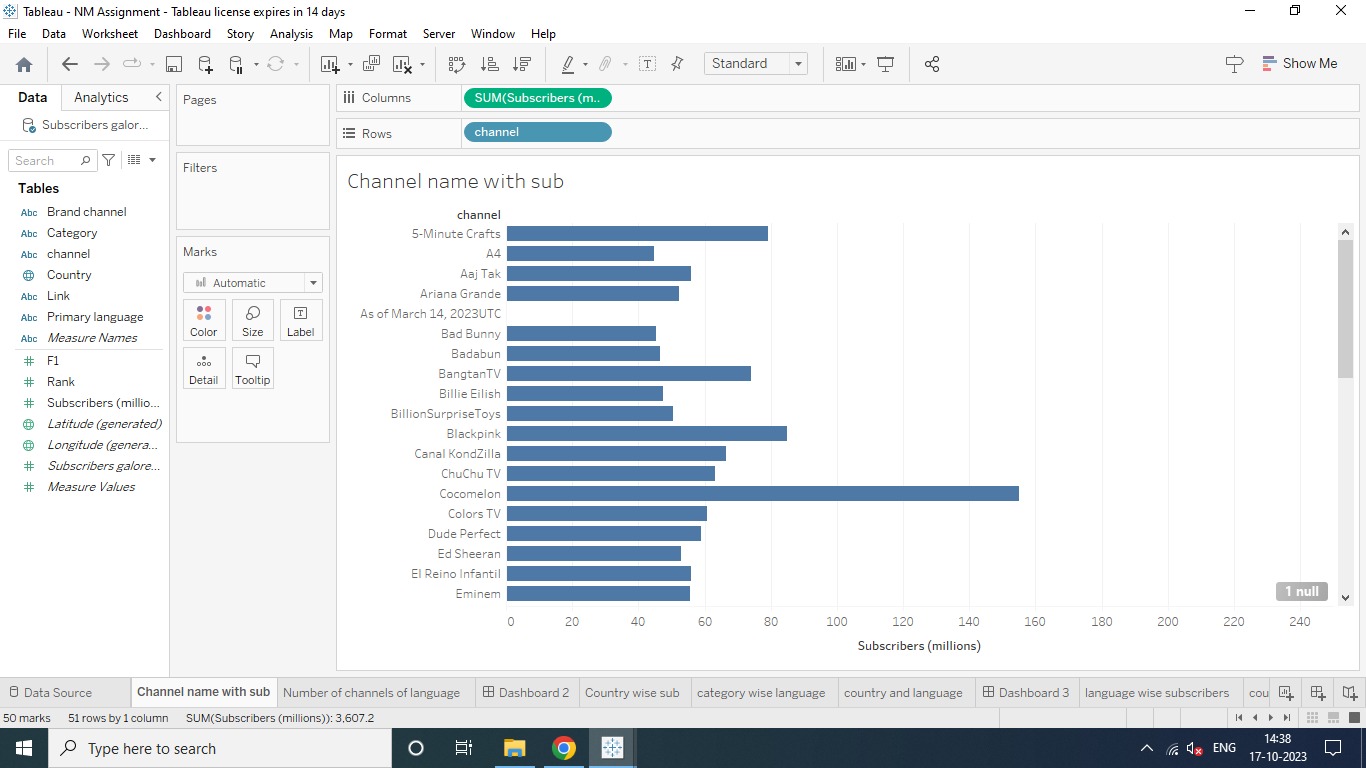 Tableau - NM Assignment - Tableau license expires in 14 days
File Data Worksheet Dashboard Story Analysis Map Format Server Window Help
Standard
Show Me
Data Analytics
Pages
Columns
SUM(Subscribers (m..
Subscribers galor...
Rows
channel
Search
Filters
Tables
Channel name with sub
Abc Brand channel
Abc Category
Abc channel
Country
Abc Link
Abc Primary language
Abc Measure Names
F1
Rank
Subscribers (millio...
Latitude (generated)
Longitude (genera...
Subscribers galore...
Measure Values
Marks
Automatic
Color Size Label
Detail Tooltip
channel
5-Minute Crafts
A4
Aaj Tak
Ariana Grande
As of March 14, 2023UTC
Bad Bunny
Badabun
BangtanTV
Billie Eilish
BillionSurpriseToys
Blackpink
Canal KondZilla
ChuChu TV
Cocomelon
Colors TV
Dude Perfect
Ed Sheeran
El Reino Infantil
Eminem
1 null
0 20 40 60 80 100 120 140 160 180 200 220 240
Subscribers (millions)
Data Source Channel name with sub Number of channels of language Dashboard 2 Country wise sub category wise language country and language Dashboard 3 language wise subscribers cou
50 marks 51 rows by 1 column SUM(Subscribers (millions)): 3,607.2
Type here to search
ENG
14:38
17-10-2023